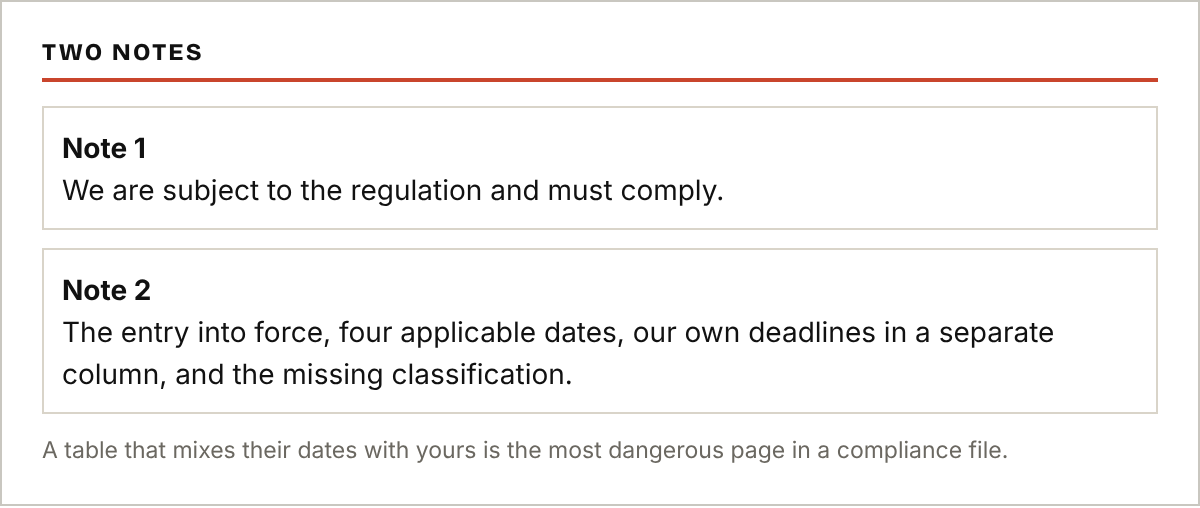 TWO NOTES
Note 1
We are subject to the regulation and must comply.
Note 2
The entry into force, four applicable dates, our own deadlines in a separate
column, and the missing classification.
A table that mixes their dates with yours is the most dangerous page in a compliance file.